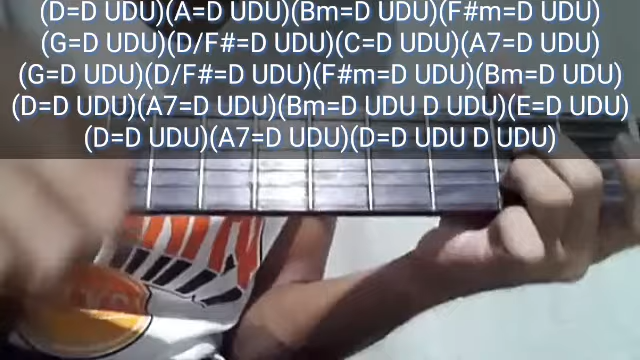 (D=D UDU)(A=D UDU)(Bm=D UDU)(F#m=D UDU)
(G=D UDU)(D/F#=D UDU)(C=D UDU)(A7=D UDU)
(G=D UDU)(D/F#=D UDU)(F#m=D UDU)(Bm=D UDU)
(D=D UDU)(A7=D UDU)(Bm=D UDU D UDU)(E=D UDU)
(D=D UDU)(A7=D UDU)(D=D UDU D UDU)